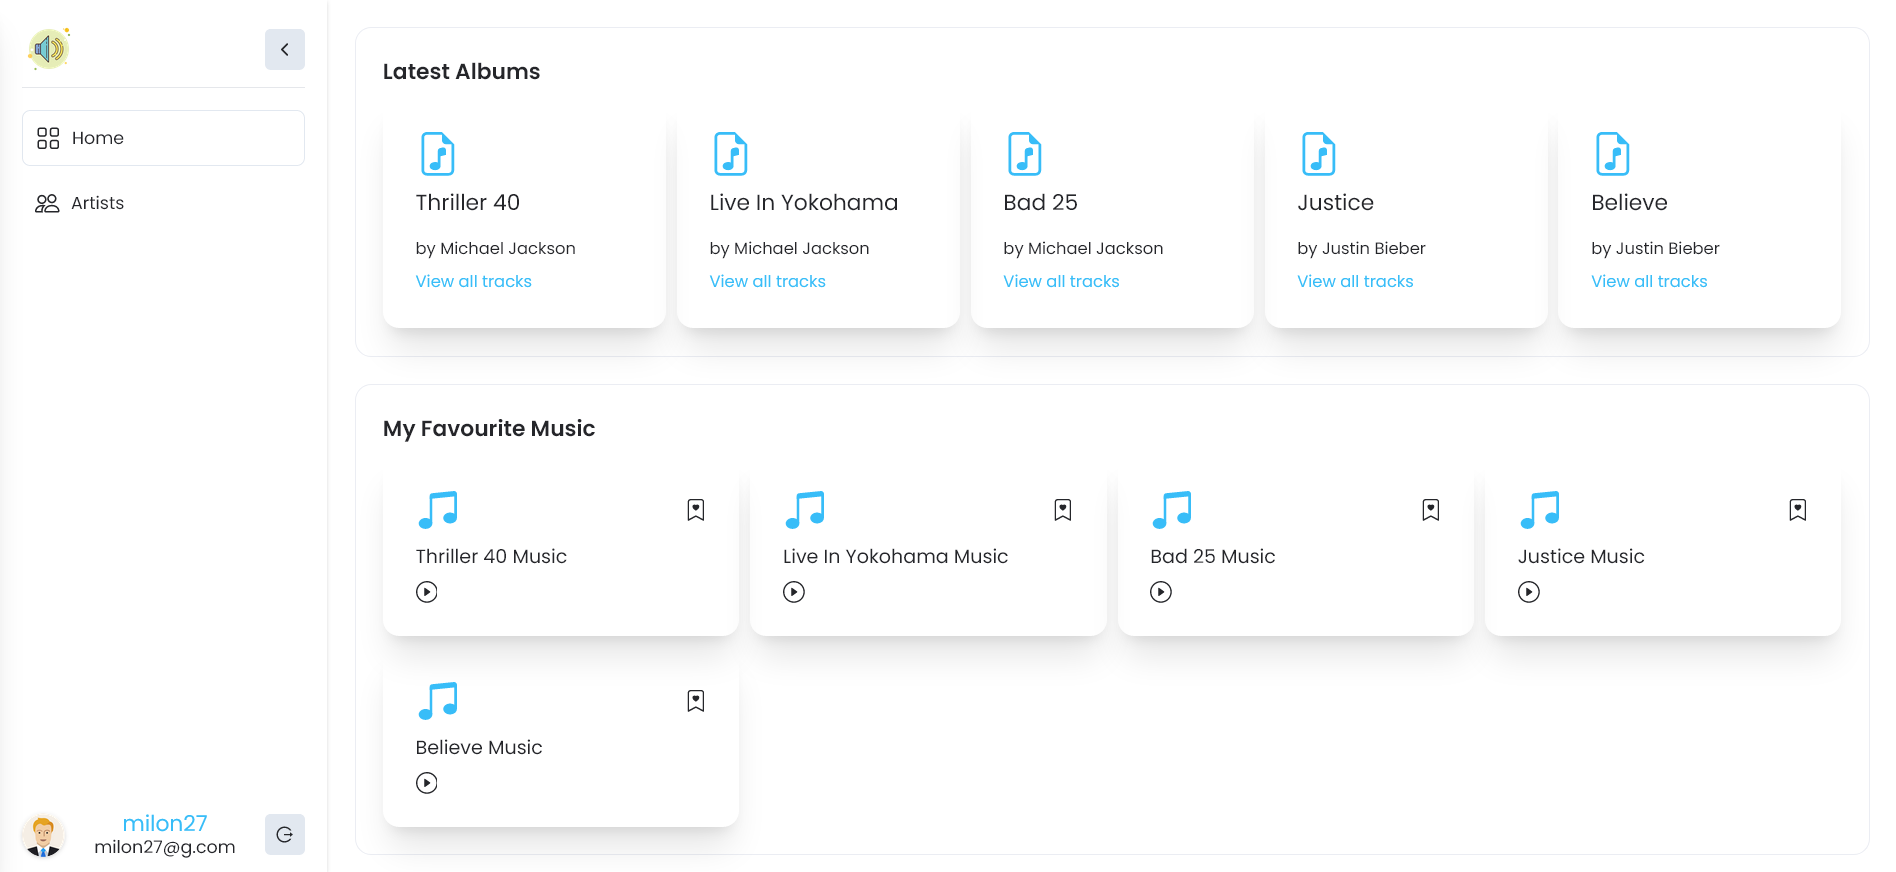 Home
Artists
milon27
milon27@g.com
Latest Albums
Thriller 40
by Michael Jackson
View all tracks
Live In Yokohama
by Michael Jackson
View all tracks
Bad 25
by Michael Jackson
View all tracks
Justice
by Justin Bieber
View all tracks
Believe
by Justin Bieber
View all tracks
My Favourite Music
Thriller 40 Music
Live In Yokohama Music
Bad 25 Music
Justice Music
Believe Music